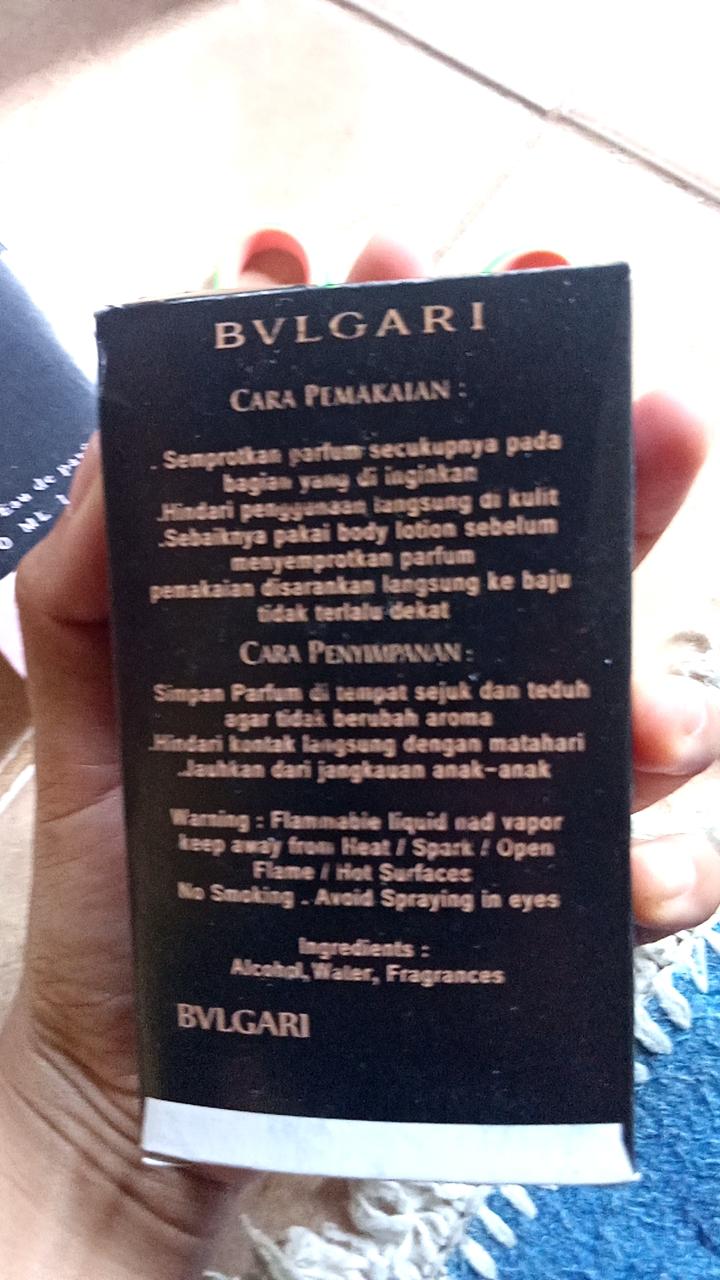 BVLGARI
CARA PEMAKAIAN :
. Semprotkan parfum secukupnya pada
bagian yang di inginkan
.Hindari penggunaan langsung di kulit
.Sebaiknya pakai body lotion sebelum
menyemprotkan parfum
pemakaian disarankan langsung ke baju
tidak terlalu dekat
CARA PENYIMPANAN :
Simpan Parfum di tempat sejuk dan teduh
agar tidak berubah aroma
.Hindari kontak langsung dengan matahari
.Jauhkan dari jangkauan anak-anak
Warning : Flammable liquid nad vapor
keep away from Heat / Spark / Open
Flame / Hot Surfaces
No Smoking . Avoid Spraying in eyes
Ingredients :
Alcohol, Water, Fragrances
BVLGARI
Eau de
ML